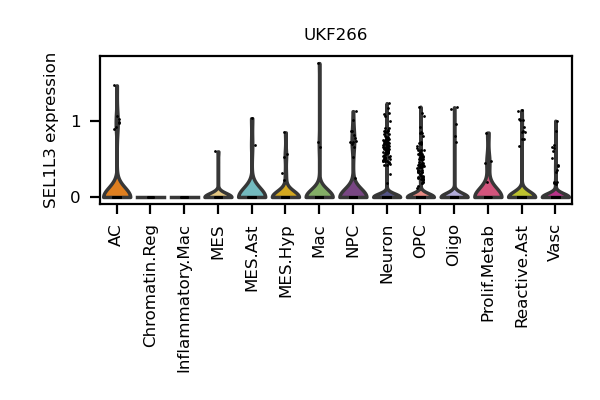 UKF266
SEL1L3 expression
1
0
AC
Chromatin.Reg
Inflammatory.Mac
MES
MES.Ast
MES.Hyp
Mac
NPC
Neuron
OPC
Oligo
Prolif.Metab
Reactive.Ast
Vasc